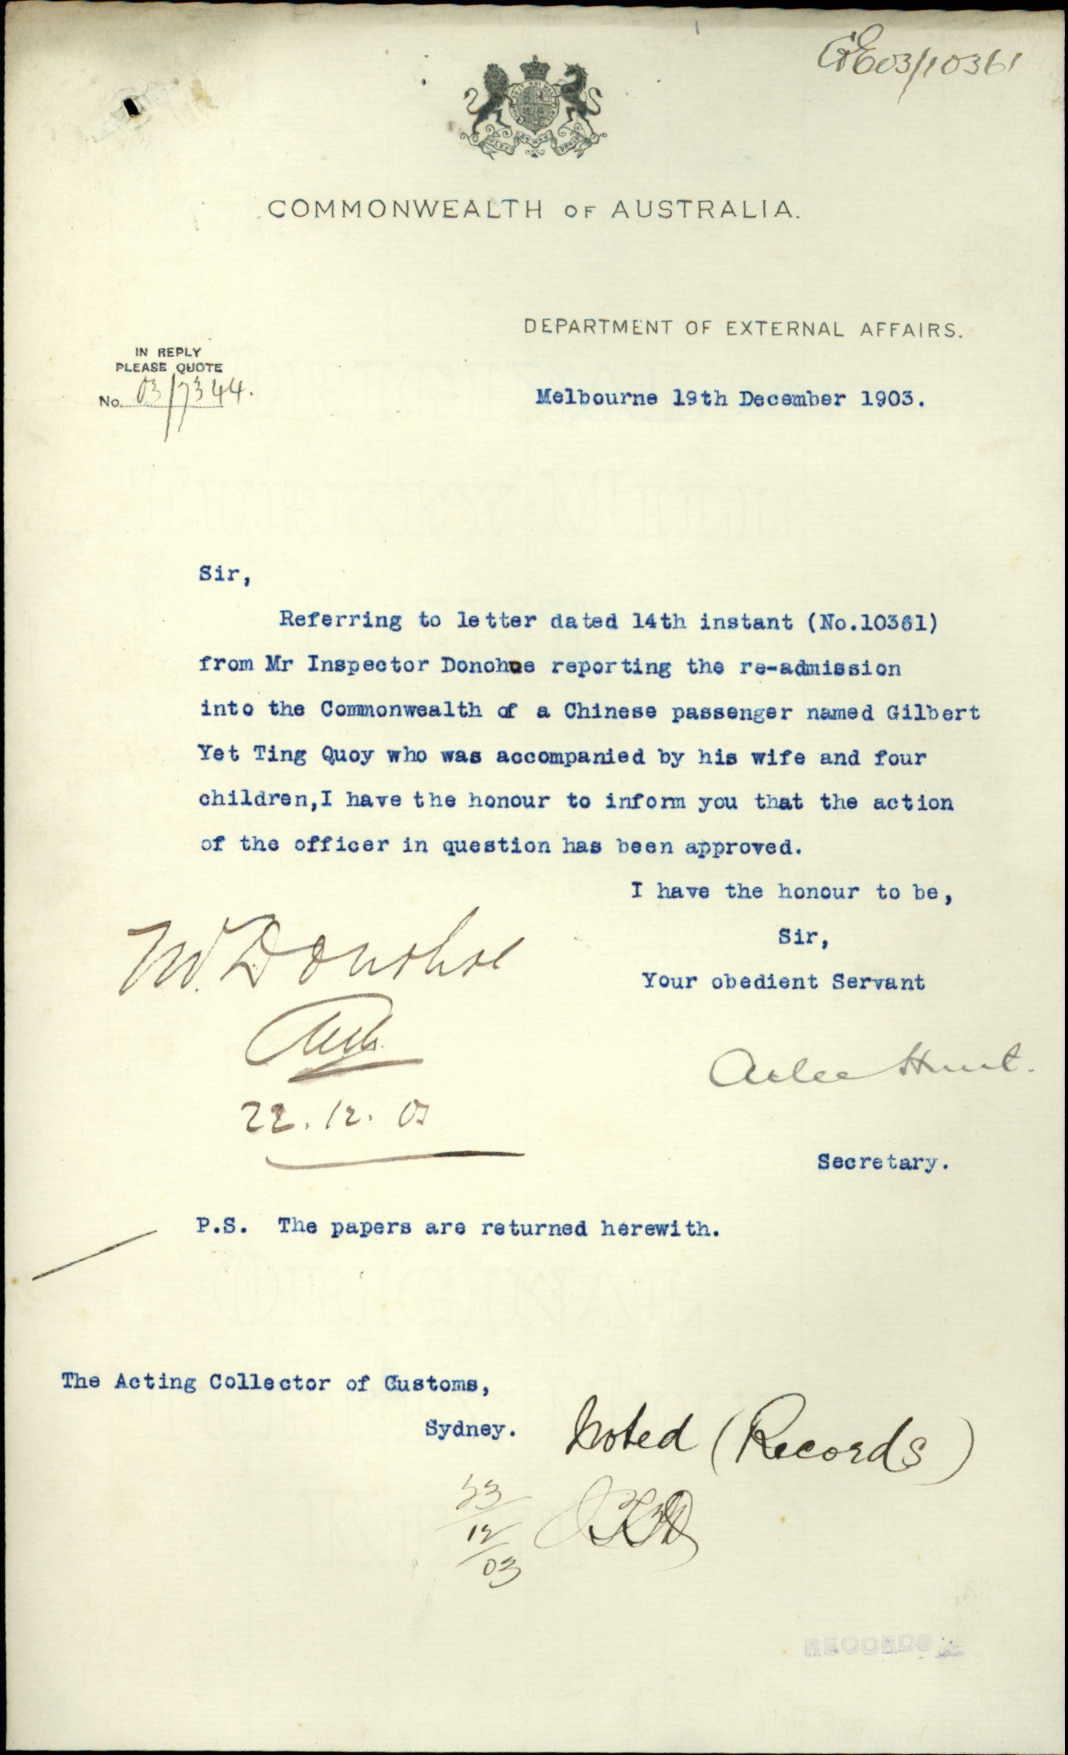 03/10361
COMMONWEALTH OF AUSTRALIA.
DEPARTMENT OF EXTERNAL AFFAIRS.
IN REPLY
PLEASE QUOTE
No. 03/7344.
Melbourne 19th December 1903.
Sir,
Referring to letter dated 14th instant (No.10361)
from Mr Inspector Donohoe reporting the re-admission
into the Commonwealth of a Chinese passenger named Gilbert
Yet Ting Quoy who was accompanied by his wife and four
children,I have the honour to inform you that the action
of the officer in question has been approved.
I have the honour to be,
Sir,
Your obedient Servant
Atlee Hunt.
Secretary.
Mr. Donohoe
22.12.03
P.S. The papers are returned herewith.
The Acting Collector of Customs,
Sydney.
Noted (Records)
23/12/03
RECORDS